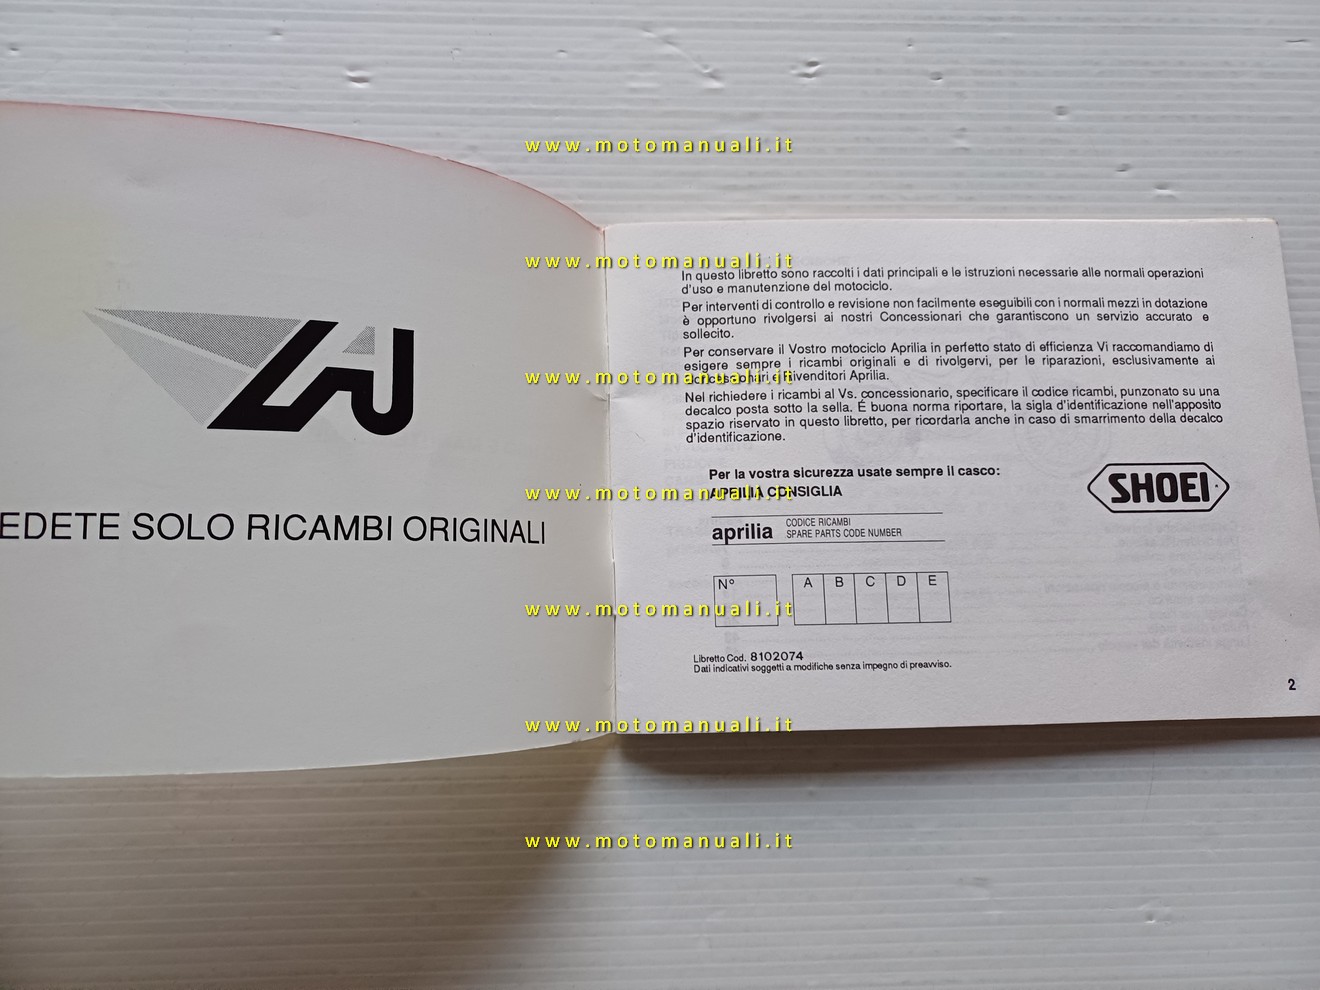 www.motomanuali.it
www.motomanuali.it
www.motomanuali.it
www.motomanuali.it
www.motomanuali.it
www.motomanuali.it
www.motomanuali.it
EDETE SOLO RICAMBI ORIGINALI
In questo libretto sono raccolti i dati principali e le istruzioni necessarie alle normali operazioni
d'uso e manutenzione del motociclo.
Per interventi di controllo e revisione non facilmente eseguibili con i normali mezzi in dotazione
è opportuno rivolgersi ai nostri Concessionari che garantiscono un servizio accurato e
sollecito.
Per conservare il Vostro motociclo Aprilia in perfetto stato di efficienza Vi raccomandiamo di
esigere sempre i ricambi originali e di rivolgervi, per le riparazioni, esclusivamente ai
Rivenditori Aprilia.
Nel richiedere i ricambi al Vs. concessionario, specificare il codice ricambi, punzonato su una
decalco posta sotto la sella. É buona norma riportare, la sigla d'identificazione nell'apposito
spazio riservato in questo libretto, per ricordarla anche in caso di smarrimento della decalco
d'identificazione.
Per la vostra sicurezza usate sempre il casco:
APRILIA CONSIGLIA
SHOEI
aprilia CODICE RICAMBI
SPARE PARTS CODE NUMBER
N° A B C D E
Libretto Cod. 8102074
Dati indicativi soggetti a modifiche senza impegno di preavviso.
2